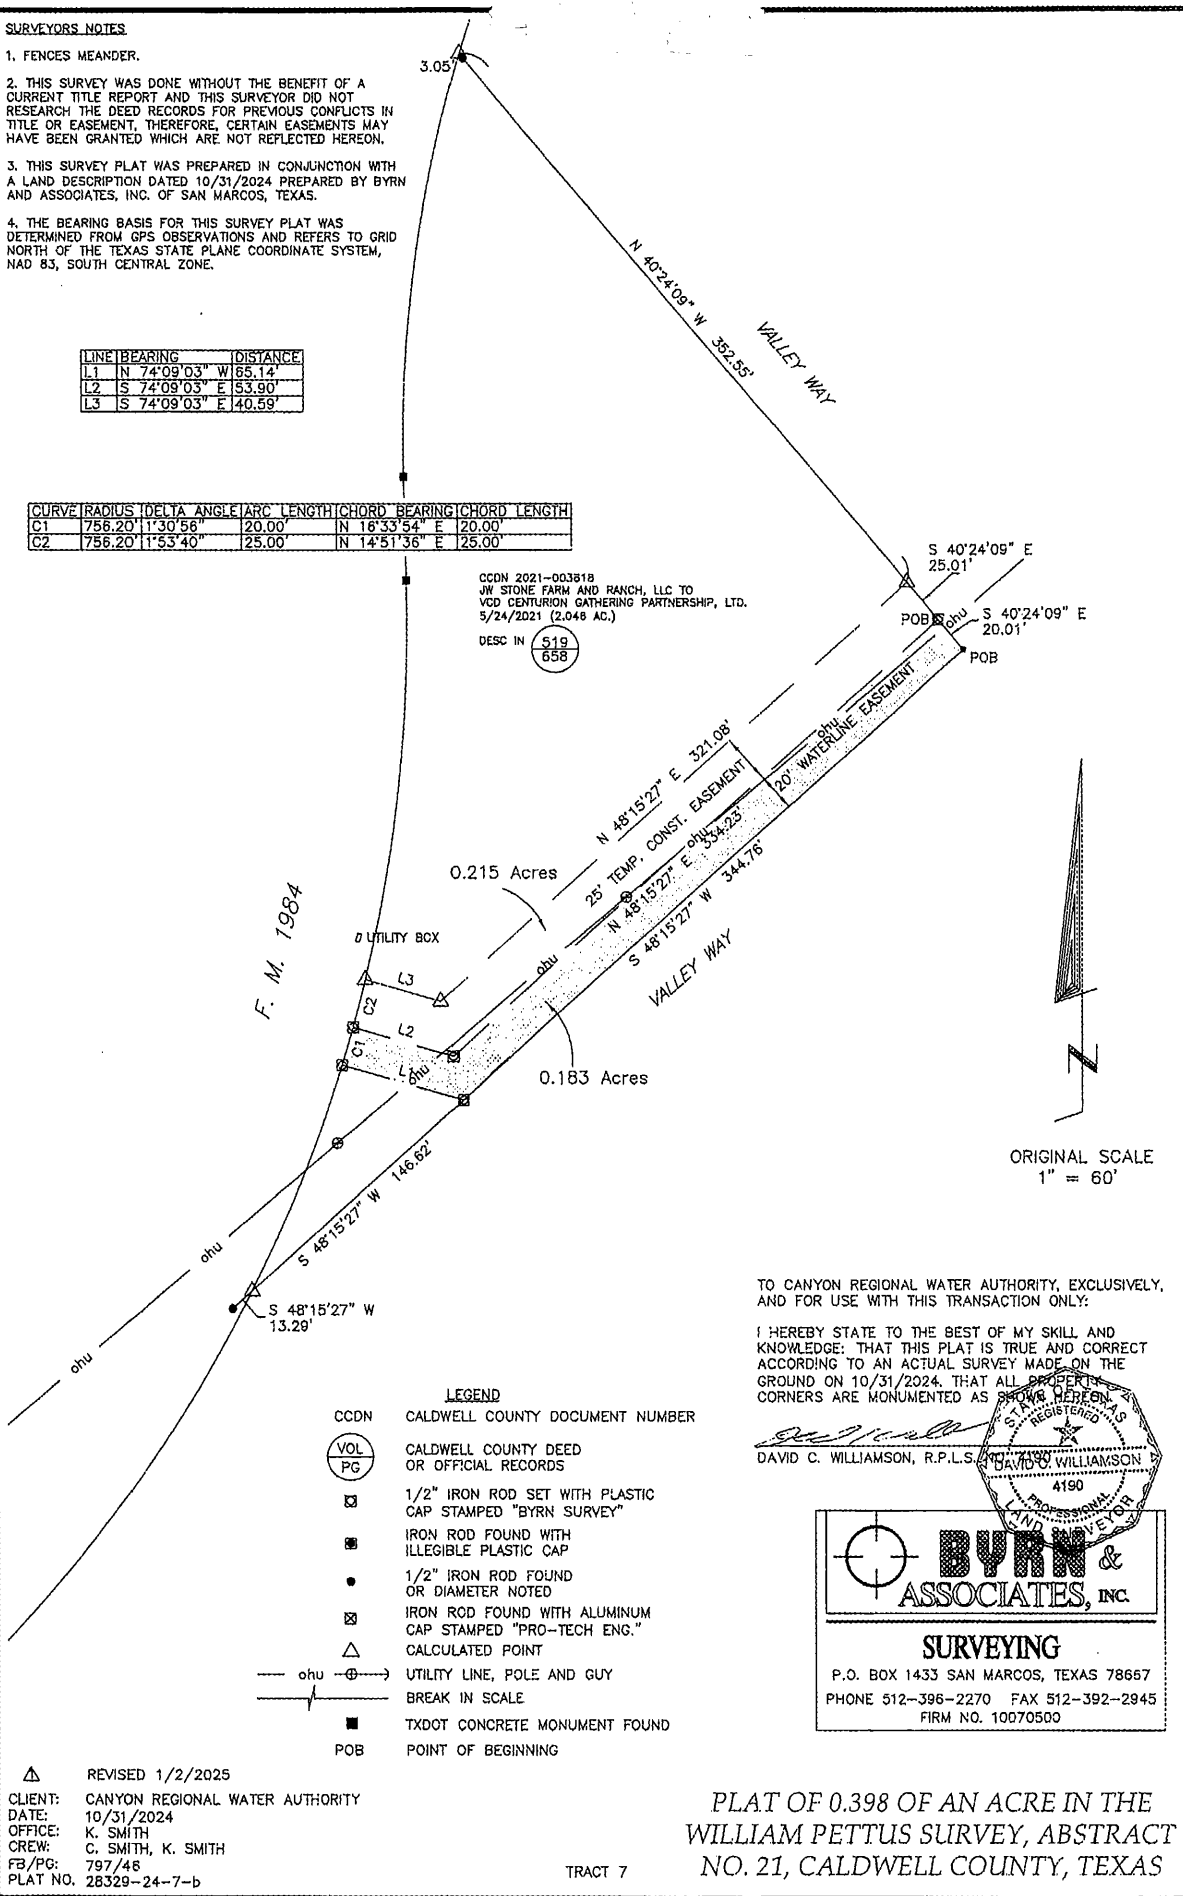 SURVEYORS NOTES
1. FENCES MEANDER.
2. THIS SURVEY WAS DONE WITHOUT THE BENEFIT OF A
CURRENT TITLE REPORT AND THIS SURVEYOR DID NOT
RESEARCH THE DEED RECORDS FOR PREVIOUS CONFLICTS IN
TITLE OR EASEMENT, THEREFORE, CERTAIN EASEMENTS MAY
HAVE BEEN GRANTED WHICH ARE NOT REFLECTED HEREON.
3. THIS SURVEY PLAT WAS PREPARED IN CONJUNCTION WITH
A LAND DESCRIPTION DATED 10/31/2024 PREPARED BY BYRN
AND ASSOCIATES, INC. OF SAN MARCOS, TEXAS.
4. THE BEARING BASIS FOR THIS SURVEY PLAT WAS
DETERMINED FROM GPS OBSERVATIONS AND REFERS TO GRID
NORTH OF THE TEXAS STATE PLANE COORDINATE SYSTEM,
NAD 83, SOUTH CENTRAL ZONE.
3.05'
N 40°24'09" W 352.55'
VALLEY WAY
LINE BEARING DISTANCE
L1 N 74°09'03" W 65.14'
L2 S 74°09'03" E 53.90'
L3 S 74°09'03" E 40.59'
CURVE RADIUS DELTA ANGLE ARC LENGTH CHORD BEARING CHORD LENGTH
C1 756.20' 1°30'56" 20.00' N 16°33'54" E 20.00'
C2 756.20' 1°53'40" 25.00' N 14°51'36" E 25.00'
CCDN 2021-003618
JW STONE FARM AND RANCH, LLC TO
VCD CENTURION GATHERING PARTNERSHIP, LTD.
5/24/2021 (2.046 AC.)
DESC IN 519
658
S 40°24'09" E
25.01'
POB
ohu
S 40°24'09" E
20.01'
POB
ohu
20' WATERLINE EASEMENT
N 48°15'27" E 321.08'
25' TEMP. CONST. EASEMENT
ohu
N 48°15'27" E 334.23'
S 48°15'27" W 344.76'
VALLEY WAY
0.215 Acres
F. M. 1984
UTILITY BOX
ohu
L3
C2
L2
C1
L1
ohu
0.183 Acres
S 48°15'27" W 146.62'
ohu
S 48°15'27" W
13.29'
ohu
N
ORIGINAL SCALE
1" = 60'
TO CANYON REGIONAL WATER AUTHORITY, EXCLUSIVELY,
AND FOR USE WITH THIS TRANSACTION ONLY:
I HEREBY STATE TO THE BEST OF MY SKILL AND
KNOWLEDGE: THAT THIS PLAT IS TRUE AND CORRECT
ACCORDING TO AN ACTUAL SURVEY MADE ON THE
GROUND ON 10/31/2024. THAT ALL PROPERTY
CORNERS ARE MONUMENTED AS SHOWN HEREON.
DAVID C. WILLIAMSON, R.P.L.S. NO. 4190
STATE OF TEXAS
REGISTERED
DAVID C. WILLIAMSON
4190
PROFESSIONAL
LAND SURVEYOR
LEGEND
CCDN CALDWELL COUNTY DOCUMENT NUMBER
VOL
PG
CALDWELL COUNTY DEED
OR OFFICIAL RECORDS
1/2" IRON ROD SET WITH PLASTIC
CAP STAMPED "BYRN SURVEY"
IRON ROD FOUND WITH
ILLEGIBLE PLASTIC CAP
1/2" IRON ROD FOUND
OR DIAMETER NOTED
IRON ROD FOUND WITH ALUMINUM
CAP STAMPED "PRO-TECH ENG."
CALCULATED POINT
ohu UTILITY LINE, POLE AND GUY
BREAK IN SCALE
TXDOT CONCRETE MONUMENT FOUND
POB POINT OF BEGINNING
BYRN &
ASSOCIATES, INC.
SURVEYING
P.O. BOX 1433 SAN MARCOS, TEXAS 78667
PHONE 512-396-2270 FAX 512-392-2945
FIRM NO. 10070500
REVISED 1/2/2025
CLIENT: CANYON REGIONAL WATER AUTHORITY
DATE: 10/31/2024
OFFICE: K. SMITH
CREW: C. SMITH, K. SMITH
FB/PG: 797/46
PLAT NO. 28329-24-7-b
TRACT 7
PLAT OF 0.398 OF AN ACRE IN THE
WILLIAM PETTUS SURVEY, ABSTRACT
NO. 21, CALDWELL COUNTY, TEXAS